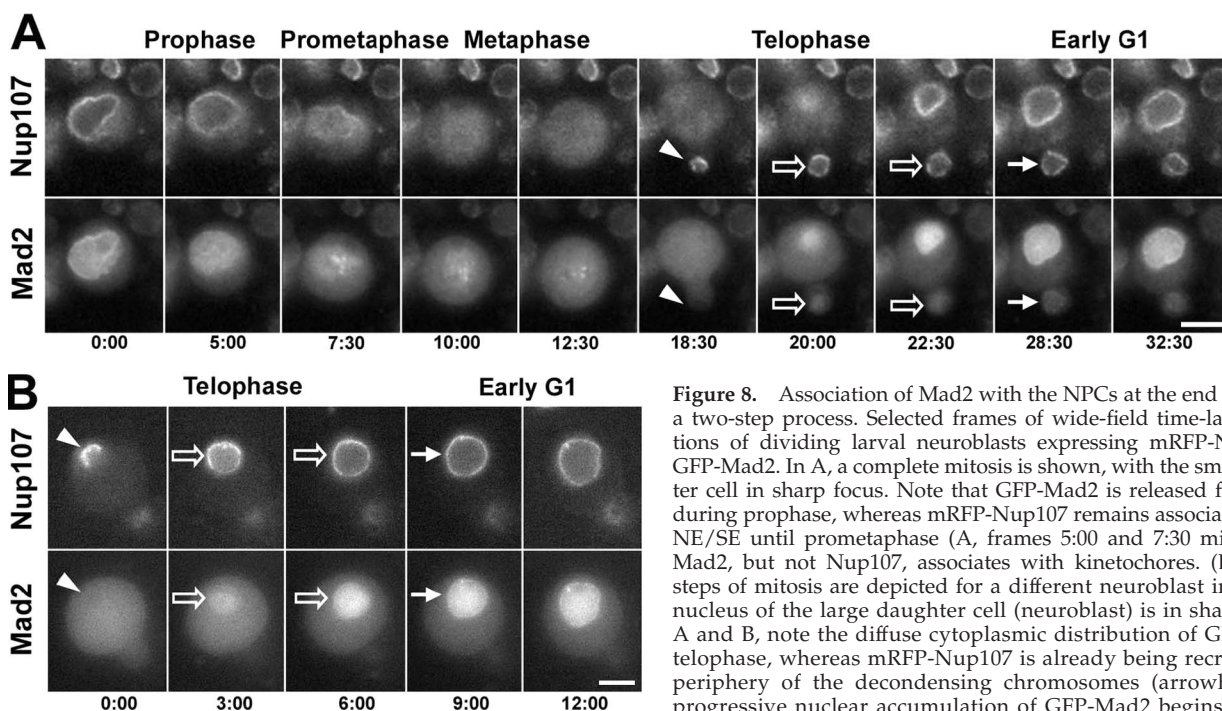 A
Prophase Prometaphase Metaphase Telophase Early G1
Nup107
Mad2
0:00 5:00 7:30 10:00 12:30 18:30 20:00 22:30 28:30 32:30
B
Telophase Early G1
Nup107
Mad2
0:00 3:00 6:00 9:00 12:00
Figure 8. Association of Mad2 with the NPCs at the end
a two-step process. Selected frames of wide-field time-la
tions of dividing larval neuroblasts expressing mRFP-N
GFP-Mad2. In A, a complete mitosis is shown, with the sm
ter cell in sharp focus. Note that GFP-Mad2 is released f
during prophase, whereas mRFP-Nup107 remains associa
NE/SE until prometaphase (A, frames 5:00 and 7:30 mi
Mad2, but not Nup107, associates with kinetochores. (
steps of mitosis are depicted for a different neuroblast in
nucleus of the large daughter cell (neuroblast) is in sha
A and B, note the diffuse cytoplasmic distribution of G
telophase, whereas mRFP-Nup107 is already being recr
periphery of the decondensing chromosomes (arrowh
progressive nuclear accumulation of GFP-Mad2 begins